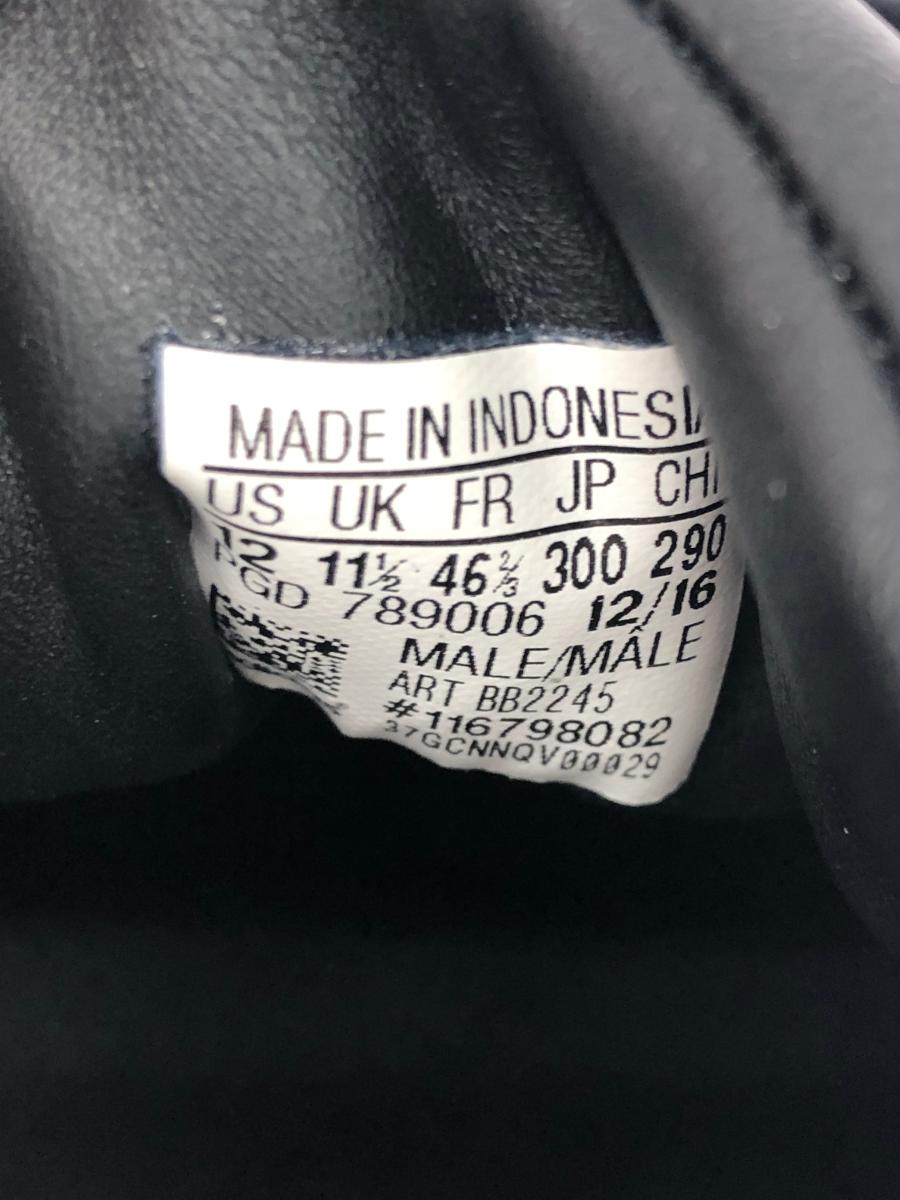 MADE IN INDONESIA
US UK FR JP CH
12 11½ 46⅔ 300 290
PGD 789006 12/16
MALE/MÂLE
ART BB2245
#116798082
37GCNNQV00029